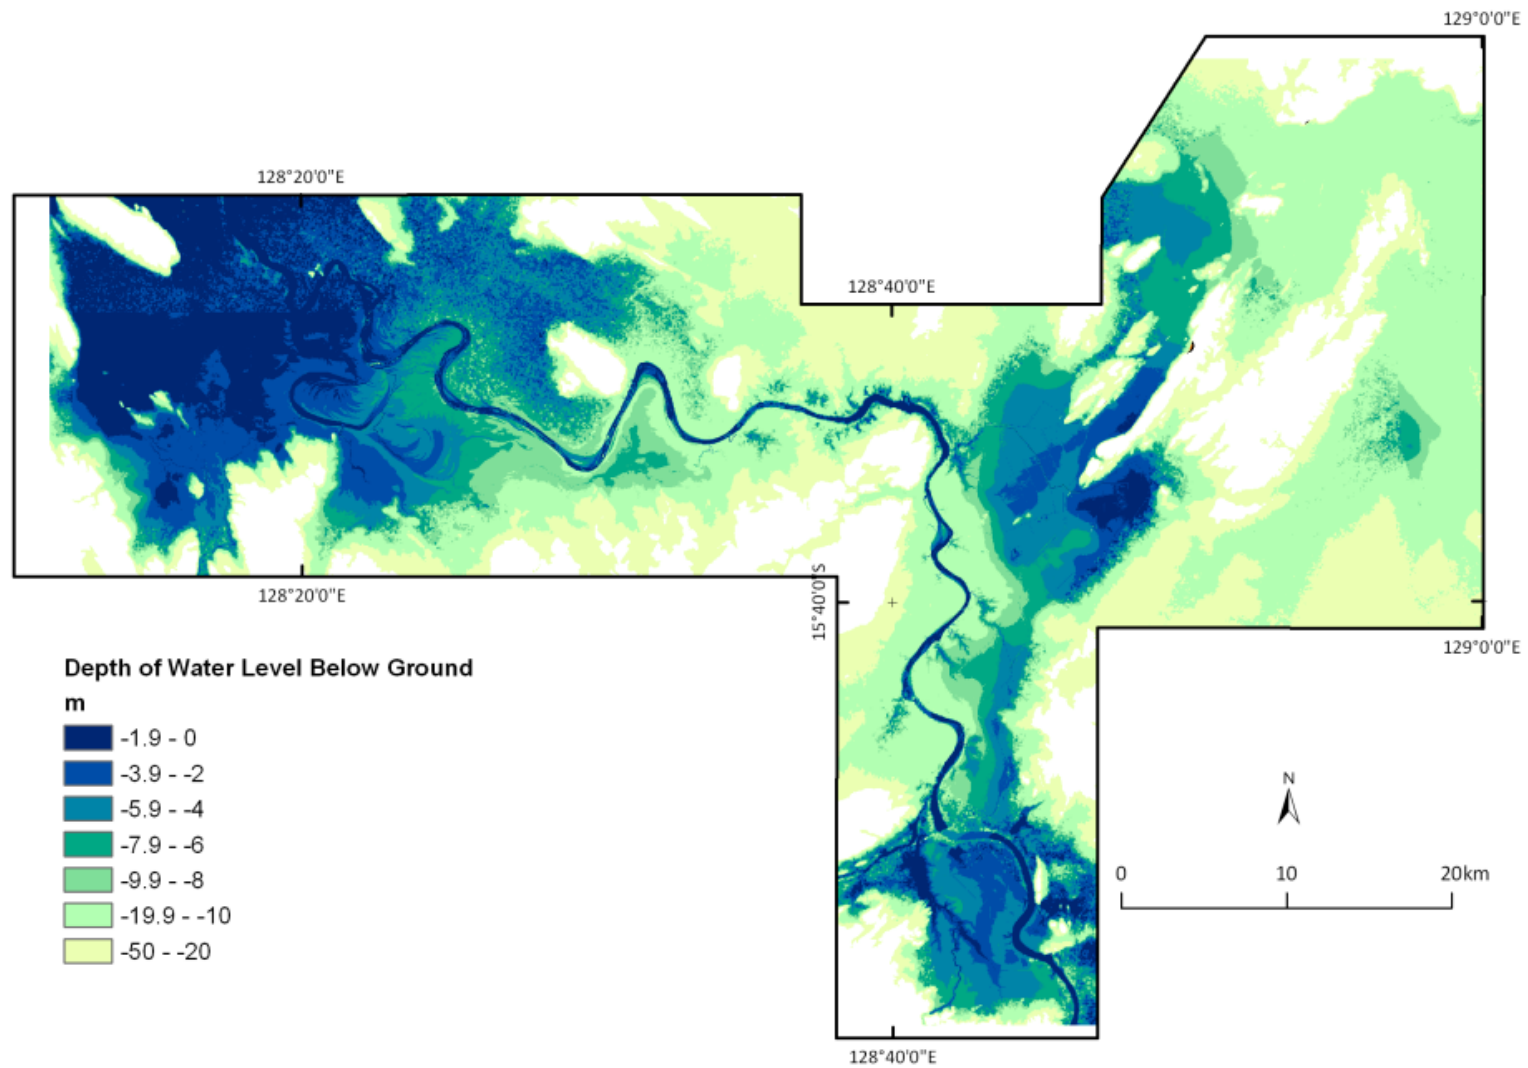 129°0'0"E
128°20'0"E
128°40'0"E
15°40'0"S
128°20'0"E
129°0'0"E
Depth of Water Level Below Ground
m
-1.9 - 0
-3.9 - -2
-5.9 - -4
-7.9 - -6
-9.9 - -8
-19.9 - -10
-50 - -20
N
0 10 20km
128°40'0"E